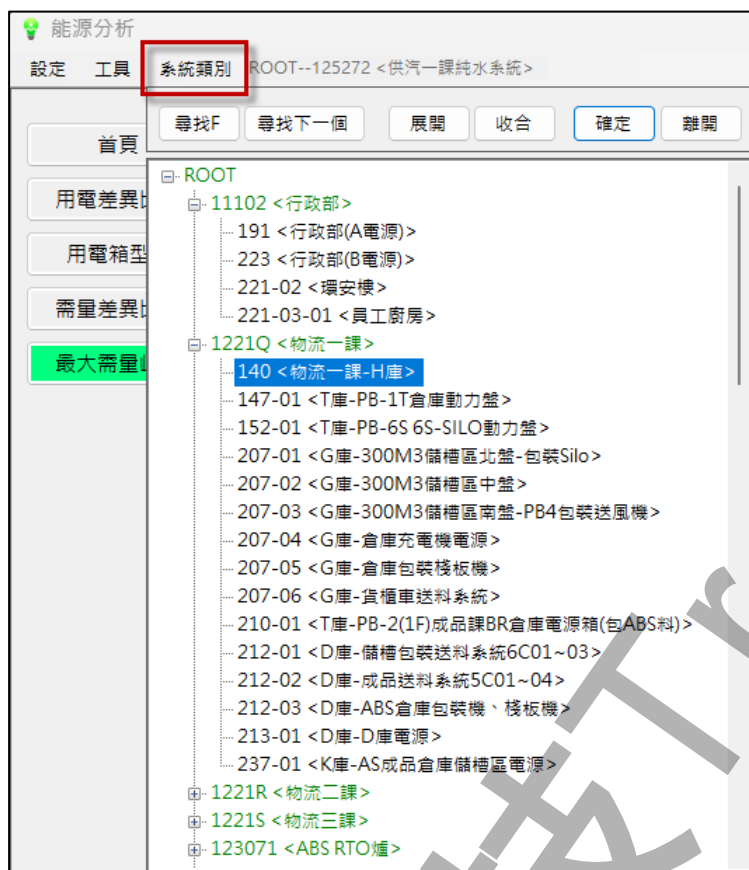 能源分析
設定 工具 系統類別 ROOT--125272 <供汽一課純水系統>
尋找F 尋找下一個 展開 收合 確定 離開
首頁
用電差異
用電箱型
需量差異
最大需量
ROOT
11102 <行政部>
191 <行政部(A電源)>
223 <行政部(B電源)>
221-02 <環安樓>
221-03-01 <員工廚房>
1221Q <物流一課>
140 <物流一課-H庫>
147-01 <T庫-PB-1T倉庫動力盤>
152-01 <T庫-PB-6S 6S-SILO動力盤>
207-01 <G庫-300M3儲槽區北盤-包裝Silo>
207-02 <G庫-300M3儲槽區中盤>
207-03 <G庫-300M3儲槽區南盤-PB4包裝送風機>
207-04 <G庫-倉庫充電機電源>
207-05 <G庫-倉庫包裝棧板機>
207-06 <G庫-貨櫃車送料系統>
210-01 <T庫-PB-2(1F)成品課BR倉庫電源箱(包ABS料)>
212-01 <D庫-儲槽包裝送料系統6C01~03>
212-02 <D庫-成品送料系統5C01~04>
212-03 <D庫-ABS倉庫包裝機、棧板機>
213-01 <D庫-D庫電源>
237-01 <K庫-AS成品倉庫儲槽區電源>
1221R <物流二課>
1221S <物流三課>
123071 <ABS RTO爐>